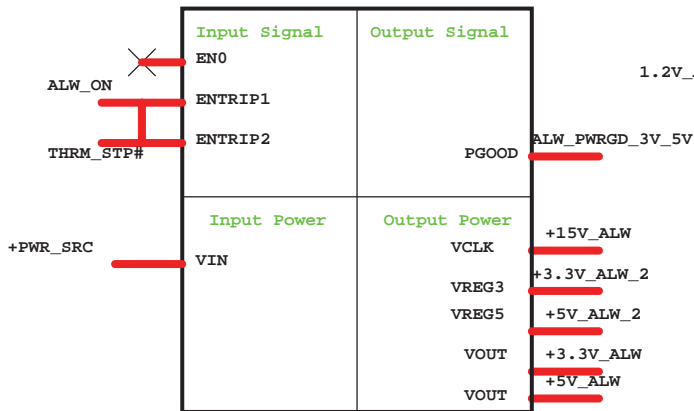 Input Signal
Output Signal
EN0
1.2V_
ALW_ON
ENTRIP1
ENTRIP2
THRM_STP#
ALW_PWRGD_3V_5V
PGOOD
Input Power
Output Power
+PWR_SRC
VIN
VCLK
+15V_ALW
VREG3
+3.3V_ALW_2
VREG5
+5V_ALW_2
VOUT
+3.3V_ALW
VOUT
+5V_ALW